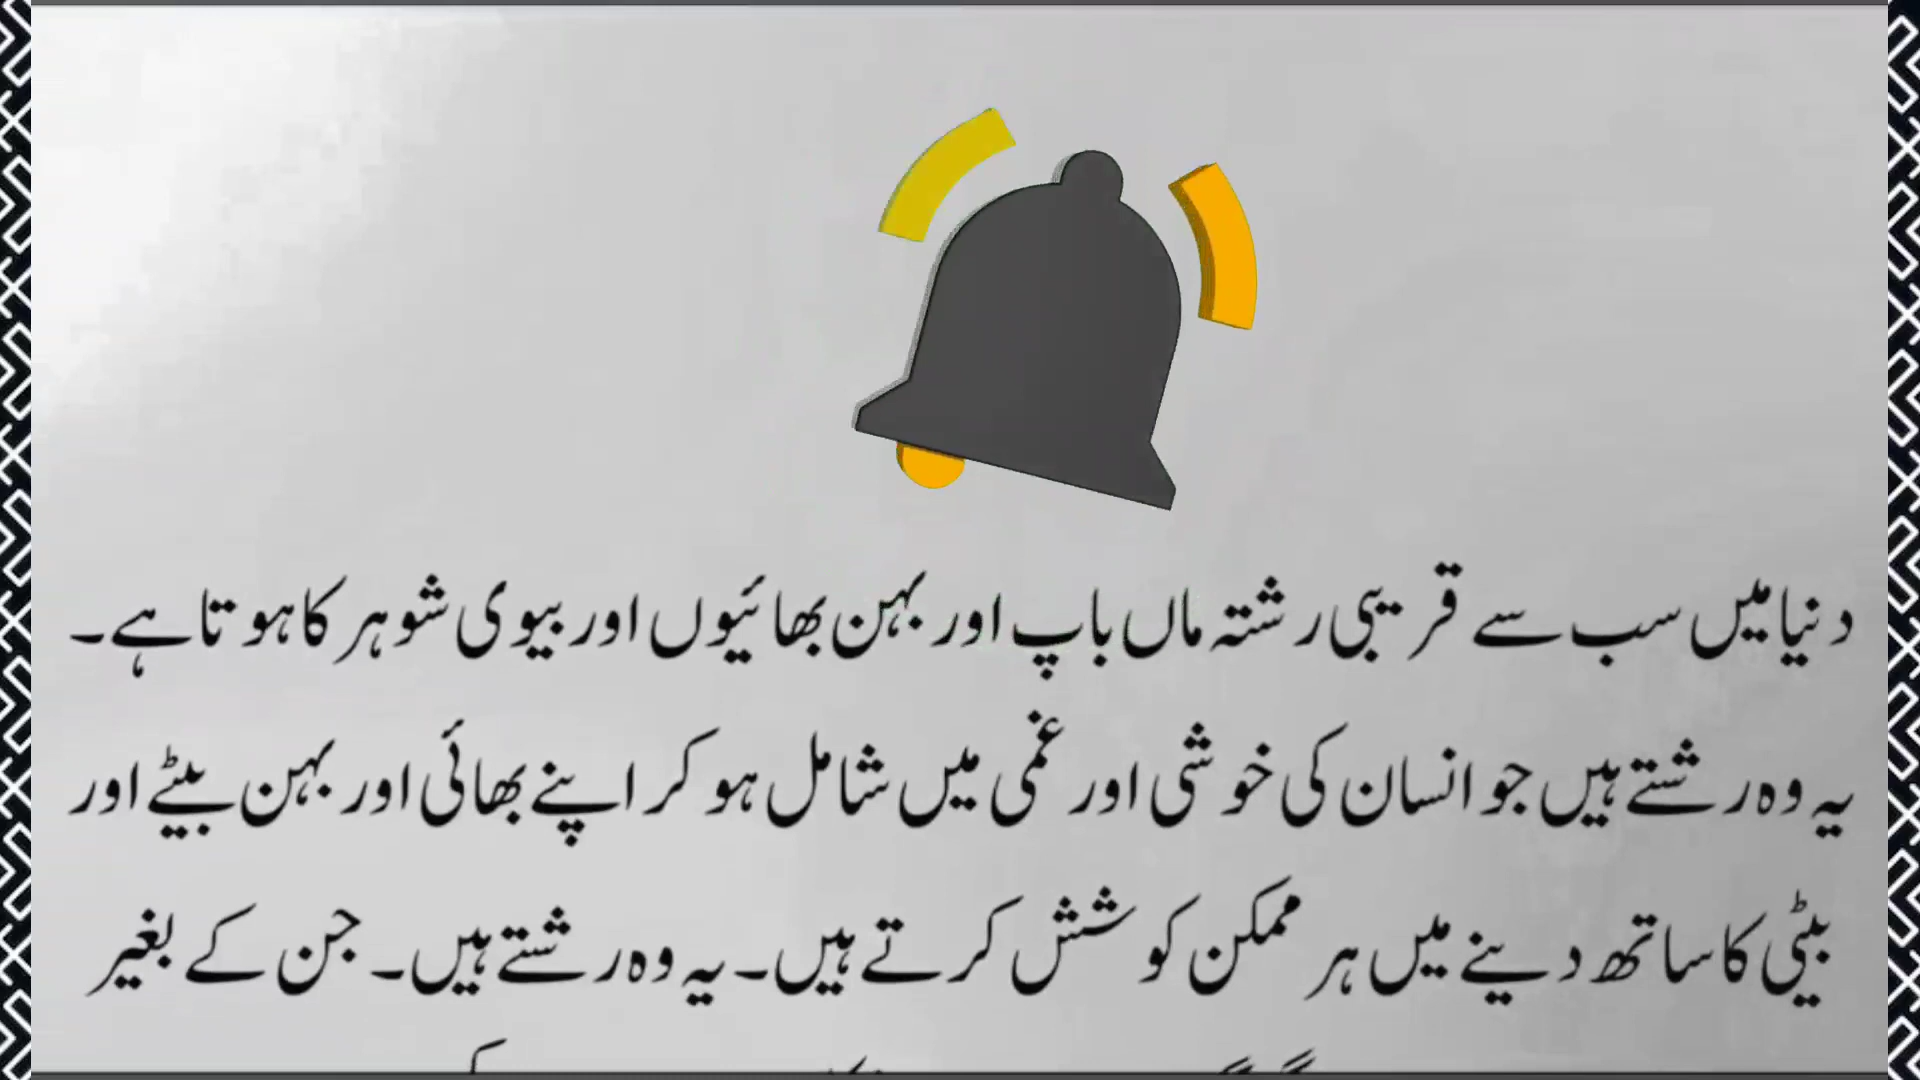 دنیا میں سب سے قریبی رشتہ ماں باپ اور بہن بھائیوں اور بیوی شوہر کا ہوتا ہے۔
یہ وہ رشتے ہیں جو انسان کی خوشی اور غمی میں شامل ہو کر اپنے بھائی اور بہن بیٹے اور
بیٹی کا ساتھ دینے میں ہر ممکن کوشش کرتے ہیں۔ یہ وہ رشتے ہیں۔ جن کے بغیر